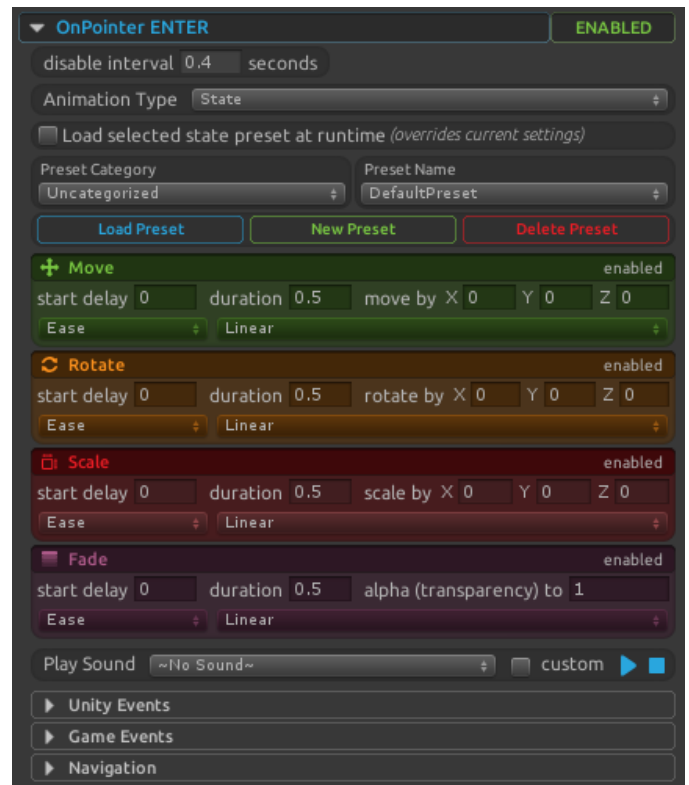 OnPointer ENTER ENABLED
disable interval 0.4 seconds
Animation Type State
Load selected state preset at runtime (overrides current settings)
Preset Category Preset Name
Uncategorized DefaultPreset
Load Preset New Preset Delete Preset
Move enabled
start delay 0 duration 0.5 move by X 0 Y 0 Z 0
Ease Linear
Rotate enabled
start delay 0 duration 0.5 rotate by X 0 Y 0 Z 0
Ease Linear
Scale enabled
start delay 0 duration 0.5 scale by X 0 Y 0 Z 0
Ease Linear
Fade enabled
start delay 0 duration 0.5 alpha (transparency) to 1
Ease Linear
Play Sound ~No Sound~ custom
Unity Events
Game Events
Navigation